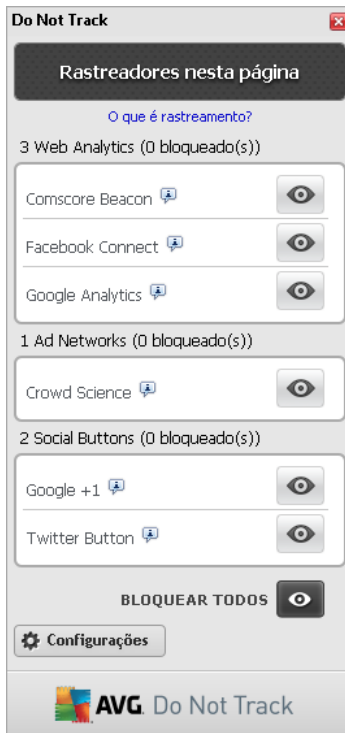 Do Not Track
Rastreadores nesta página
O que é rastreamento?
3 Web Analytics (0 bloqueado(s))
Comscore Beacon
Facebook Connect
Google Analytics
1 Ad Networks (0 bloqueado(s))
Crowd Science
2 Social Buttons (0 bloqueado(s))
Google +1
Twitter Button
BLOQUEAR TODOS
Configurações
AVG. Do Not Track